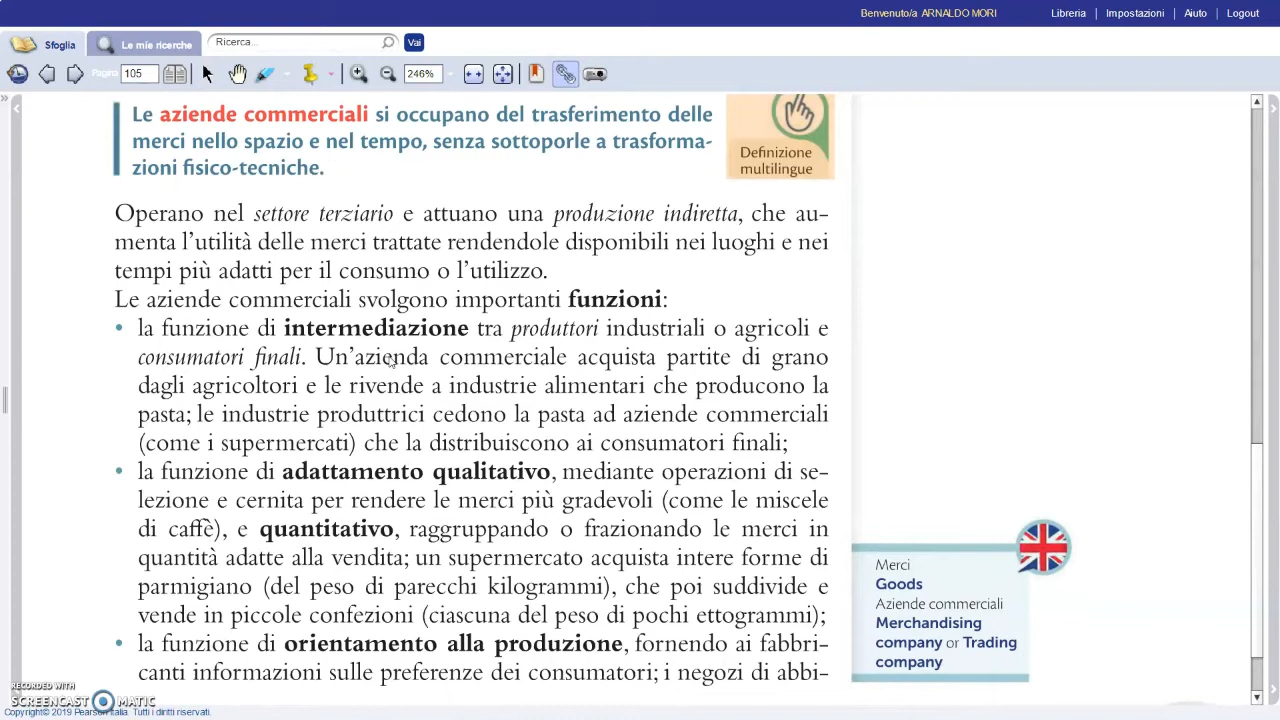 Benvenuto/a ARNALDO MORI
Libreria | Impostazioni | Aiuto | Logout
Sfoglia
Le mie ricerche
Ricerca...
Vai
Pagina 105
246%
Le aziende commerciali si occupano del trasferimento delle
merci nello spazio e nel tempo, senza sottoporle a trasforma-
zioni fisico-tecniche.
Definizione
multilingue
Operano nel settore terziario e attuano una produzione indiretta, che au-
menta l'utilità delle merci trattate rendendole disponibili nei luoghi e nei
tempi più adatti per il consumo o l'utilizzo.
Le aziende commerciali svolgono importanti funzioni:
• la funzione di intermediazione tra produttori industriali o agricoli e
consumatori finali. Un'azienda commerciale acquista partite di grano
dagli agricoltori e le rivende a industrie alimentari che producono la
pasta; le industrie produttrici cedono la pasta ad aziende commerciali
(come i supermercati) che la distribuiscono ai consumatori finali;
• la funzione di adattamento qualitativo, mediante operazioni di se-
lezione e cernita per rendere le merci più gradevoli (come le miscele
di caffè), e quantitativo, raggruppando o frazionando le merci in
quantità adatte alla vendita; un supermercato acquista intere forme di
parmigiano (del peso di parecchi kilogrammi), che poi suddivide e
vende in piccole confezioni (ciascuna del peso di pochi ettogrammi);
• la funzione di orientamento alla produzione, fornendo ai fabbri-
canti informazioni sulle preferenze dei consumatori; i negozi di abbi-
Merci
Goods
Aziende commerciali
Merchandising
company or Trading
company
RECORDED WITH
SCREENCAST MATIC
Copyright© 2019 Pearson Italia. Tutti i diritti riservati.